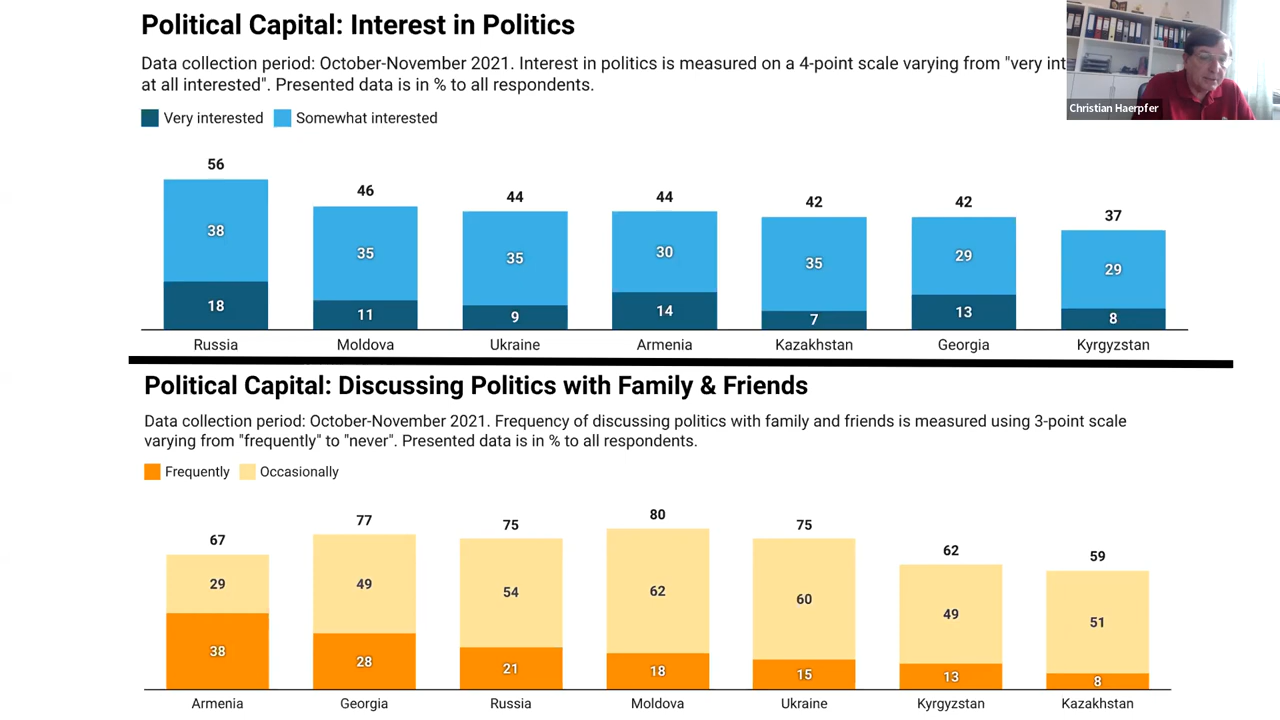 Political Capital: Interest in Politics
Data collection period: October-November 2021. Interest in politics is measured on a 4-point scale varying from "very int
at all interested". Presented data is in % to all respondents.
Christian Haerpfer
Very interested Somewhat interested
56 46 44 44 42 42 37
38 35 35 30 35 29 29
18 11 9 14 7 13 8
Russia Moldova Ukraine Armenia Kazakhstan Georgia Kyrgyzstan
Political Capital: Discussing Politics with Family & Friends
Data collection period: October-November 2021. Frequency of discussing politics with family and friends is measured using 3-point scale
varying from "frequently" to "never". Presented data is in % to all respondents.
Frequently Occasionally
67 77 75 80 75 62 59
29 49 54 62 60 49 51
38 28 21 18 15 13 8
Armenia Georgia Russia Moldova Ukraine Kyrgyzstan Kazakhstan